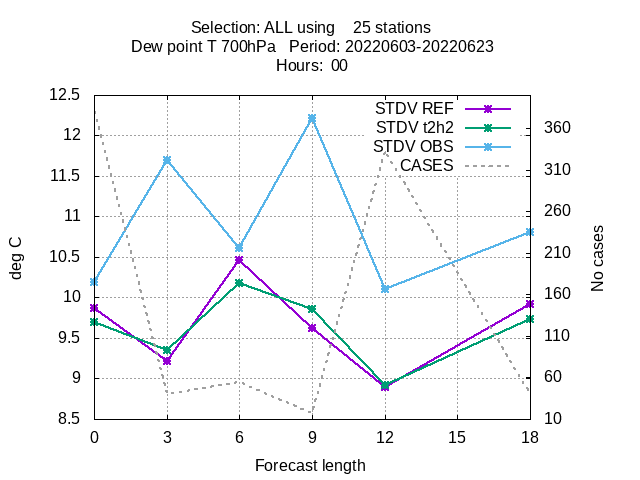 Selection: ALL using    25 stations
Dew point T 700hPa   Period: 20220603-20220623
Hours:  00
STDV REF
STDV t2h2
STDV OBS
CASES
12.5
12
11.5
11
10.5
10
9.5
9
8.5
deg C
360
310
260
210
160
110
60
10
No cases
0 3 6 9 12 15 18
Forecast length